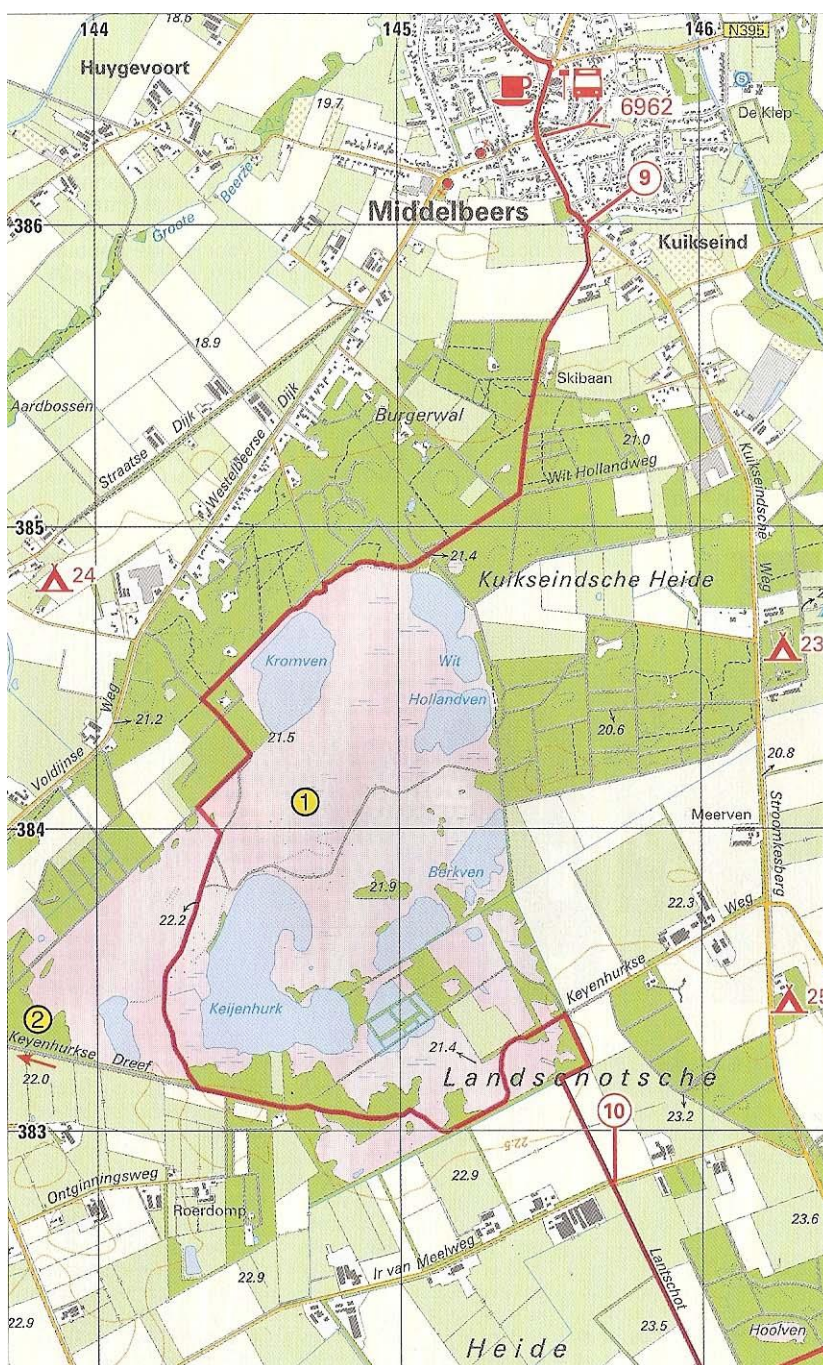 144
18.6
145
146
N395
Huygevoort
19.7
S
De Klep
6962
Groote Beerze
9
Middelbeers
386
Kuikseind
18.9
Skibaan
Aardbossen
Burgerwal
Straatse Dijk
Westelbeerse Dijk
21.0
Wit-Hollandweg
Kuikseindsche Weg
385
21.4
24
Kuikseindsche Heide
23
Kromven
Wit
Hollandven
21.2
21.5
20.6
Voldijnse Weg
20.8
1
Meerven
384
Stroomkesberg
Berkven
21.9
22.3
22.2
Keyenhurkse Weg
25
2
Keijenhurk
Keyenhurkse Dreef
21.4
22.0
Landschotsche
10
23.2
383
22.5
Ontginningsweg
22.9
Roerdomp
23.6
Ir van Meelweg
22.9
Lantschot
22.9
23.5
Hoolven
Heide